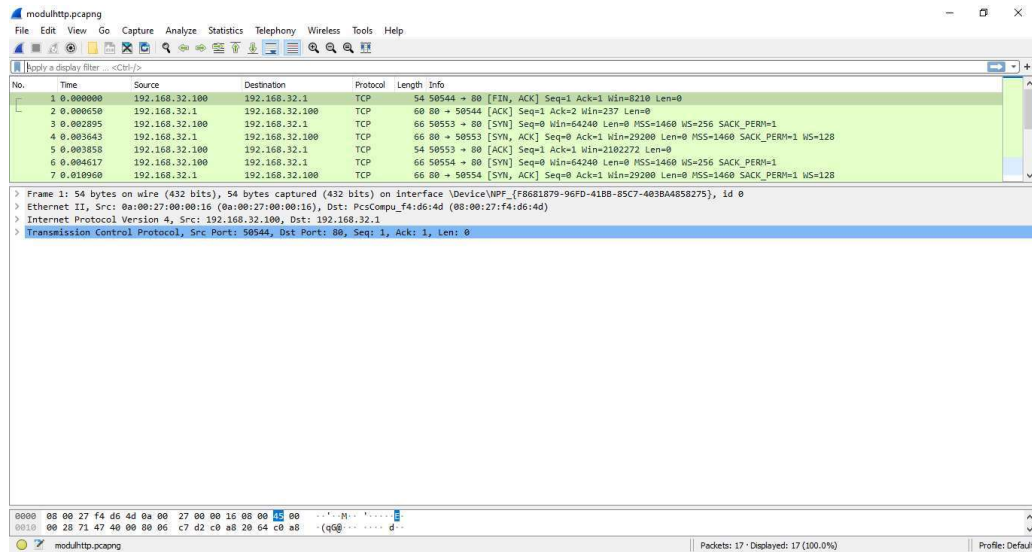 modulhttp.pcapng
File Edit View Go Capture Analyze Statistics Telephony Wireless Tools Help
Apply a display filter ... <Ctrl-/>
No. Time Source Destination Protocol Length Info
1 0.000000 192.168.32.100 192.168.32.1 TCP 54 50544 → 80 [FIN, ACK] Seq=1 Ack=1 Win=8210 Len=0
2 0.000650 192.168.32.1 192.168.32.100 TCP 60 80 → 50544 [ACK] Seq=1 Ack=2 Win=237 Len=0
3 0.002895 192.168.32.100 192.168.32.1 TCP 66 50553 → 80 [SYN] Seq=0 Win=64240 Len=0 MSS=1460 WS=256 SACK_PERM=1
4 0.003643 192.168.32.1 192.168.32.100 TCP 66 80 → 50553 [SYN, ACK] Seq=0 Ack=1 Win=29200 Len=0 MSS=1460 SACK_PERM=1 WS=128
5 0.003858 192.168.32.100 192.168.32.1 TCP 54 50553 → 80 [ACK] Seq=1 Ack=1 Win=2102272 Len=0
6 0.004617 192.168.32.100 192.168.32.1 TCP 66 50554 → 80 [SYN] Seq=0 Win=64240 Len=0 MSS=1460 WS=256 SACK_PERM=1
7 0.010960 192.168.32.1 192.168.32.100 TCP 66 80 → 50554 [SYN, ACK] Seq=0 Ack=1 Win=29200 Len=0 MSS=1460 SACK_PERM=1 WS=128
> Frame 1: 54 bytes on wire (432 bits), 54 bytes captured (432 bits) on interface \Device\NPF_{F8681879-96FD-41BB-85C7-403BA4858275}, id 0
> Ethernet II, Src: 0a:00:27:00:00:16 (0a:00:27:00:00:16), Dst: PcsCompu_f4:d6:4d (08:00:27:f4:d6:4d)
> Internet Protocol Version 4, Src: 192.168.32.100, Dst: 192.168.32.1
> Transmission Control Protocol, Src Port: 50544, Dst Port: 80, Seq: 1, Ack: 1, Len: 0
0000 08 00 27 f4 d6 4d 0a 00 27 00 00 16 08 00 45 00 ··'··M·· '·····E·
0010 00 28 71 47 40 00 80 06 c7 d2 c0 a8 20 64 c0 a8 ·(qG@··· ···· d··
modulhttp.pcapng Packets: 17 · Displayed: 17 (100.0%) Profile: Defaul